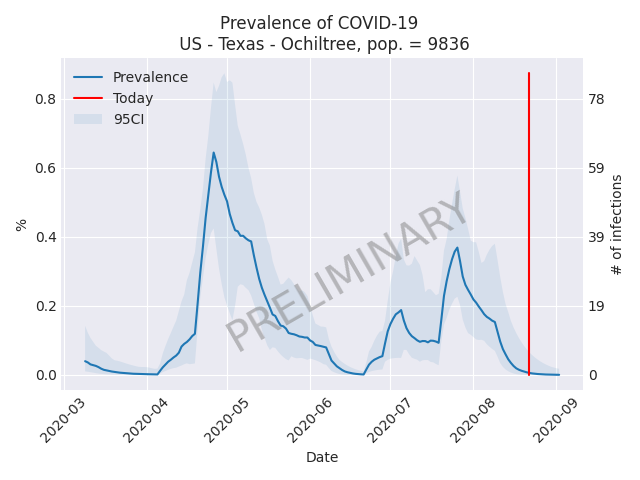 Prevalence of COVID-19
US - Texas - Ochiltree, pop. = 9836
Prevalence
Today
95CI
PRELIMINARY
%
0.8
0.6
0.4
0.2
0.0
78
59
39
19
0
# of infections
2020-03
2020-04
2020-05
2020-06
2020-07
2020-08
2020-09
Date